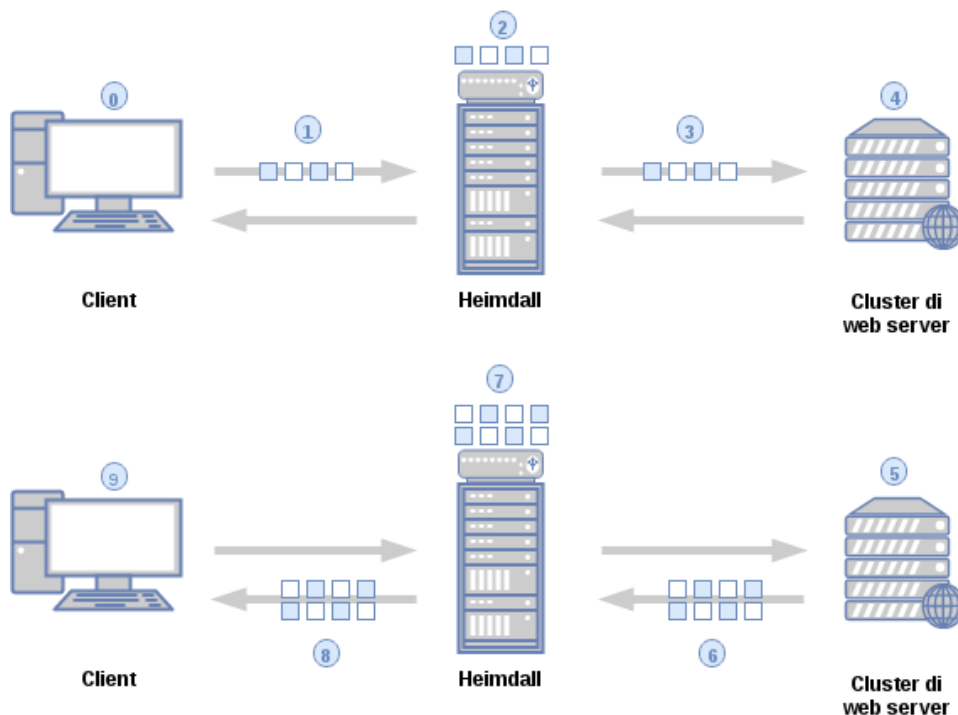 2
0
1
3
4
Client
Heimdall
Cluster di
web server
7
9
5
8
6
Client
Heimdall
Cluster di
web server